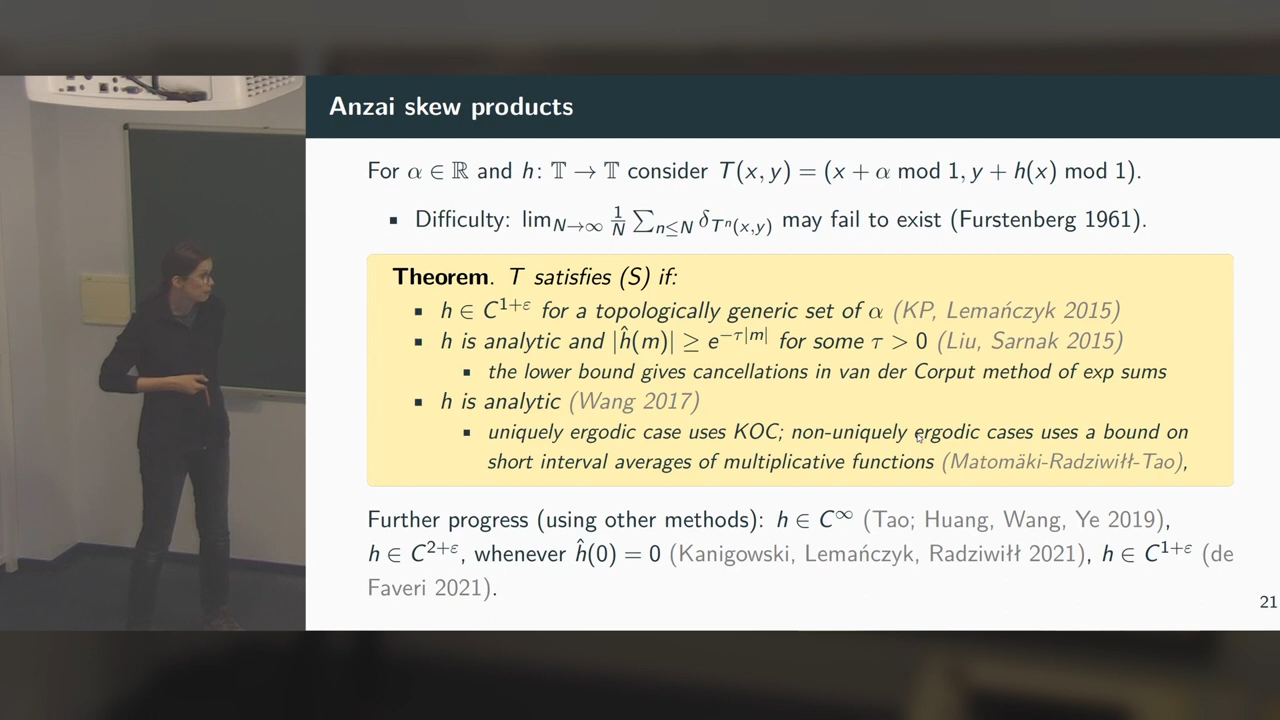 Anzai skew products
For α ∈ ℝ and h: 𝕋 → 𝕋 consider T(x, y) = (x + α mod 1, y + h(x) mod 1).
▪ Difficulty: lim_{N→∞} 1/N ∑_{n≤N} δ_{Tⁿ(x,y)} may fail to exist (Furstenberg 1961).
Theorem. T satisfies (S) if:
▪ h ∈ C^{1+ε} for a topologically generic set of α (KP, Lemańczyk 2015)
▪ h is analytic and |ĥ(m)| ≥ e^{−τ|m|} for some τ > 0 (Liu, Sarnak 2015)
▪ the lower bound gives cancellations in van der Corput method of exp sums
▪ h is analytic (Wang 2017)
▪ uniquely ergodic case uses KOC; non-uniquely ergodic cases uses a bound on
short interval averages of multiplicative functions (Matomäki-Radziwiłł-Tao),
Further progress (using other methods): h ∈ C^∞ (Tao; Huang, Wang, Ye 2019),
h ∈ C^{2+ε}, whenever ĥ(0) = 0 (Kanigowski, Lemańczyk, Radziwiłł 2021), h ∈ C^{1+ε} (de
Faveri 2021).
21